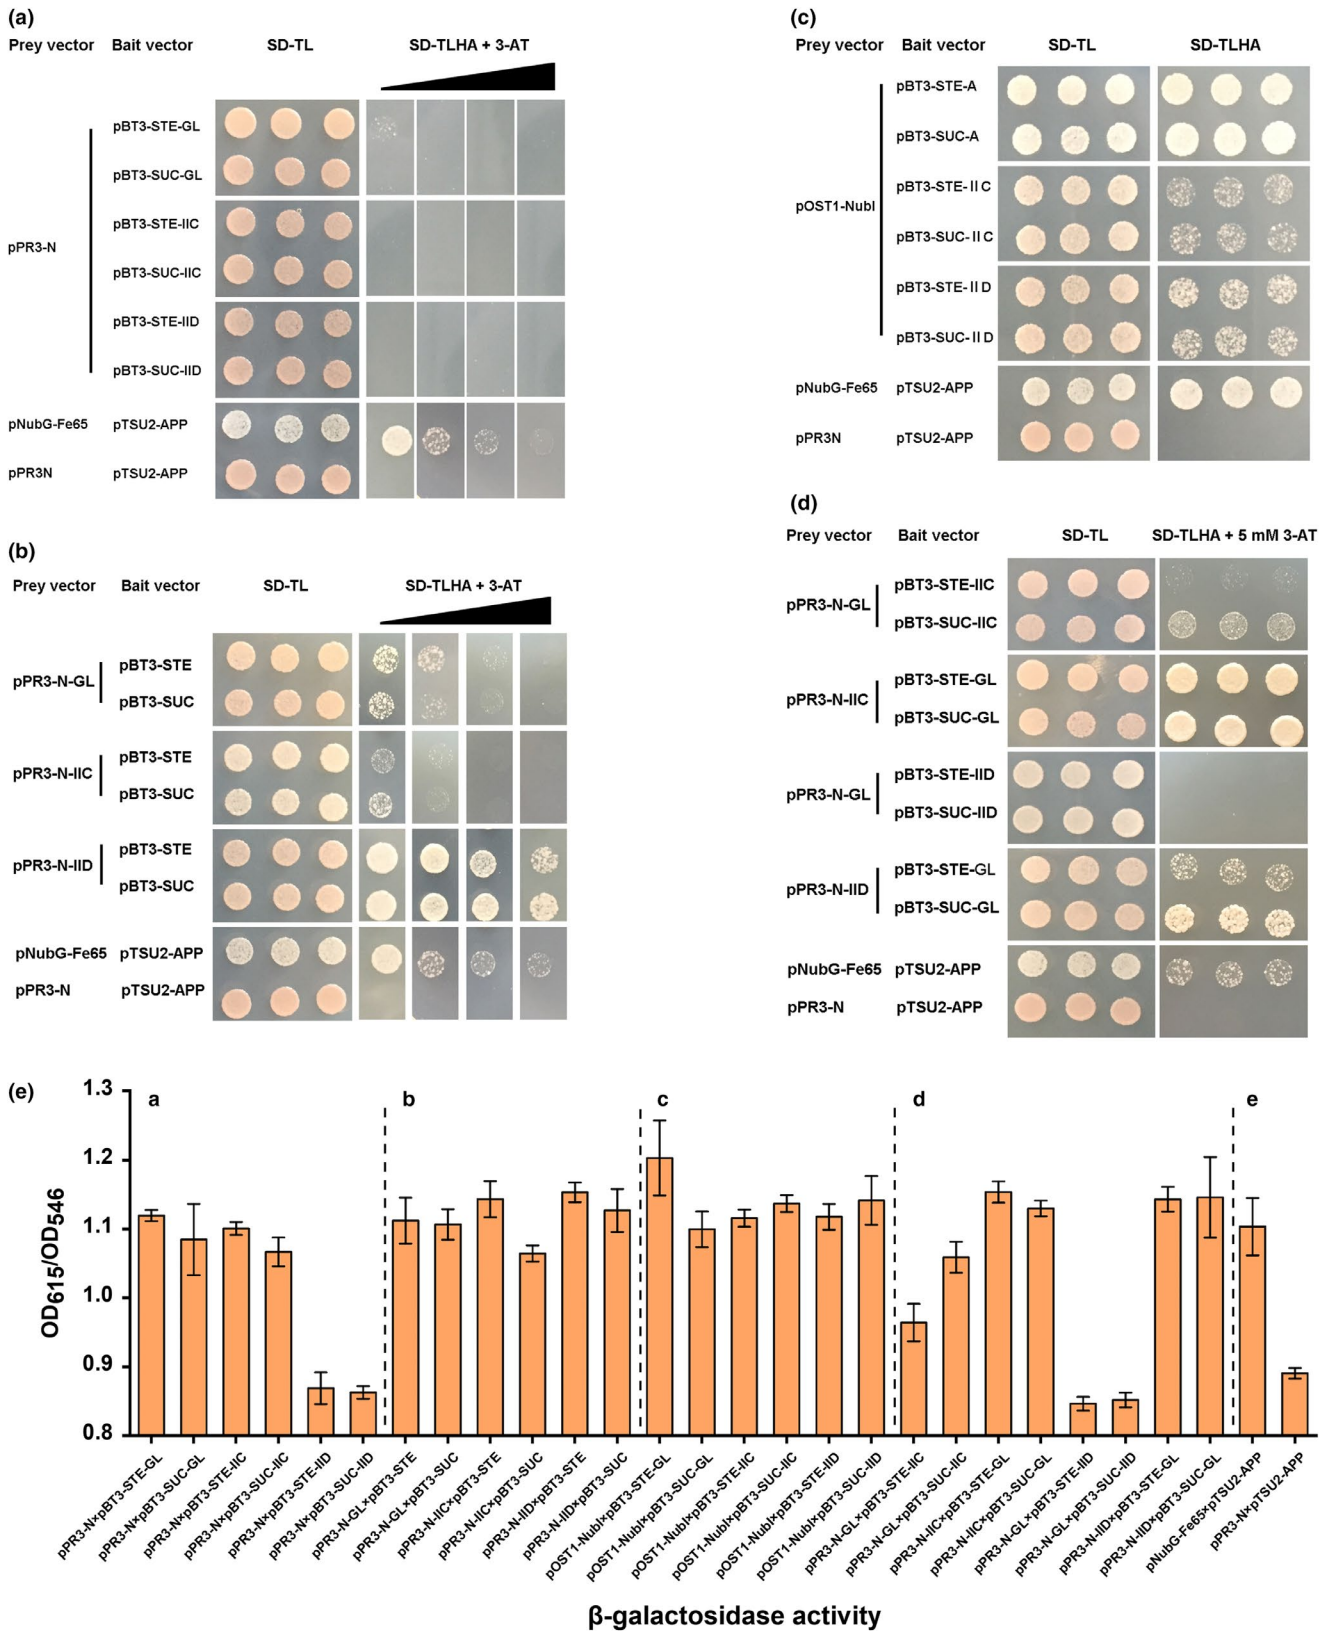 (a)
Prey vector Bait vector SD-TL SD-TLHA + 3-AT
pBT3-STE-GL
pBT3-SUC-GL
pBT3-STE-IIC
pPR3-N
pBT3-SUC-IIC
pBT3-STE-IID
pBT3-SUC-IID
pNubG-Fe65 pTSU2-APP
pPR3N pTSU2-APP
(b)
Prey vector Bait vector SD-TL SD-TLHA + 3-AT
pPR3-N-GL
pBT3-STE
pBT3-SUC
pPR3-N-IIC
pBT3-STE
pBT3-SUC
pPR3-N-IID
pBT3-STE
pBT3-SUC
pNubG-Fe65 pTSU2-APP
pPR3-N pTSU2-APP
(c)
Prey vector Bait vector SD-TL SD-TLHA
pBT3-STE-A
pBT3-SUC-A
pBT3-STE-IIC
pOST1-NubI
pBT3-SUC-IIC
pBT3-STE-IID
pBT3-SUC-IID
pNubG-Fe65 pTSU2-APP
pPR3N pTSU2-APP
(d)
Prey vector Bait vector SD-TL SD-TLHA + 5 mM 3-AT
pPR3-N-GL
pBT3-STE-IIC
pBT3-SUC-IIC
pPR3-N-IIC
pBT3-STE-GL
pBT3-SUC-GL
pPR3-N-GL
pBT3-STE-IID
pBT3-SUC-IID
pPR3-N-IID
pBT3-STE-GL
pBT3-SUC-GL
pNubG-Fe65 pTSU2-APP
pPR3-N pTSU2-APP
(e)
a b c d e
OD615/OD546
1.3
1.2
1.1
1.0
0.9
0.8
pPR3-N×pBT3-STE-GL
pPR3-N×pBT3-SUC-GL
pPR3-N×pBT3-STE-IIC
pPR3-N×pBT3-SUC-IIC
pPR3-N×pBT3-STE-IID
pPR3-N×pBT3-SUC-IID
pPR3-N-GL×pBT3-STE
pPR3-N-GL×pBT3-SUC
pPR3-N-IIC×pBT3-STE
pPR3-N-IIC×pBT3-SUC
pPR3-N-IID×pBT3-STE
pPR3-N-IID×pBT3-SUC
pOST1-NubI×pBT3-STE-GL
pOST1-NubI×pBT3-SUC-GL
pOST1-NubI×pBT3-STE-IIC
pOST1-NubI×pBT3-SUC-IIC
pOST1-NubI×pBT3-STE-IID
pOST1-NubI×pBT3-SUC-IID
pPR3-N-GL×pBT3-STE-IIC
pPR3-N-GL×pBT3-SUC-IIC
pPR3-N-IIC×pBT3-STE-GL
pPR3-N-IIC×pBT3-SUC-GL
pPR3-N-GL×pBT3-STE-IID
pPR3-N-GL×pBT3-SUC-IID
pPR3-N-IID×pBT3-STE-GL
pPR3-N-IID×pBT3-SUC-GL
pNubG-Fe65×pTSU2-APP
pPR3-N×pTSU2-APP
β-galactosidase activity